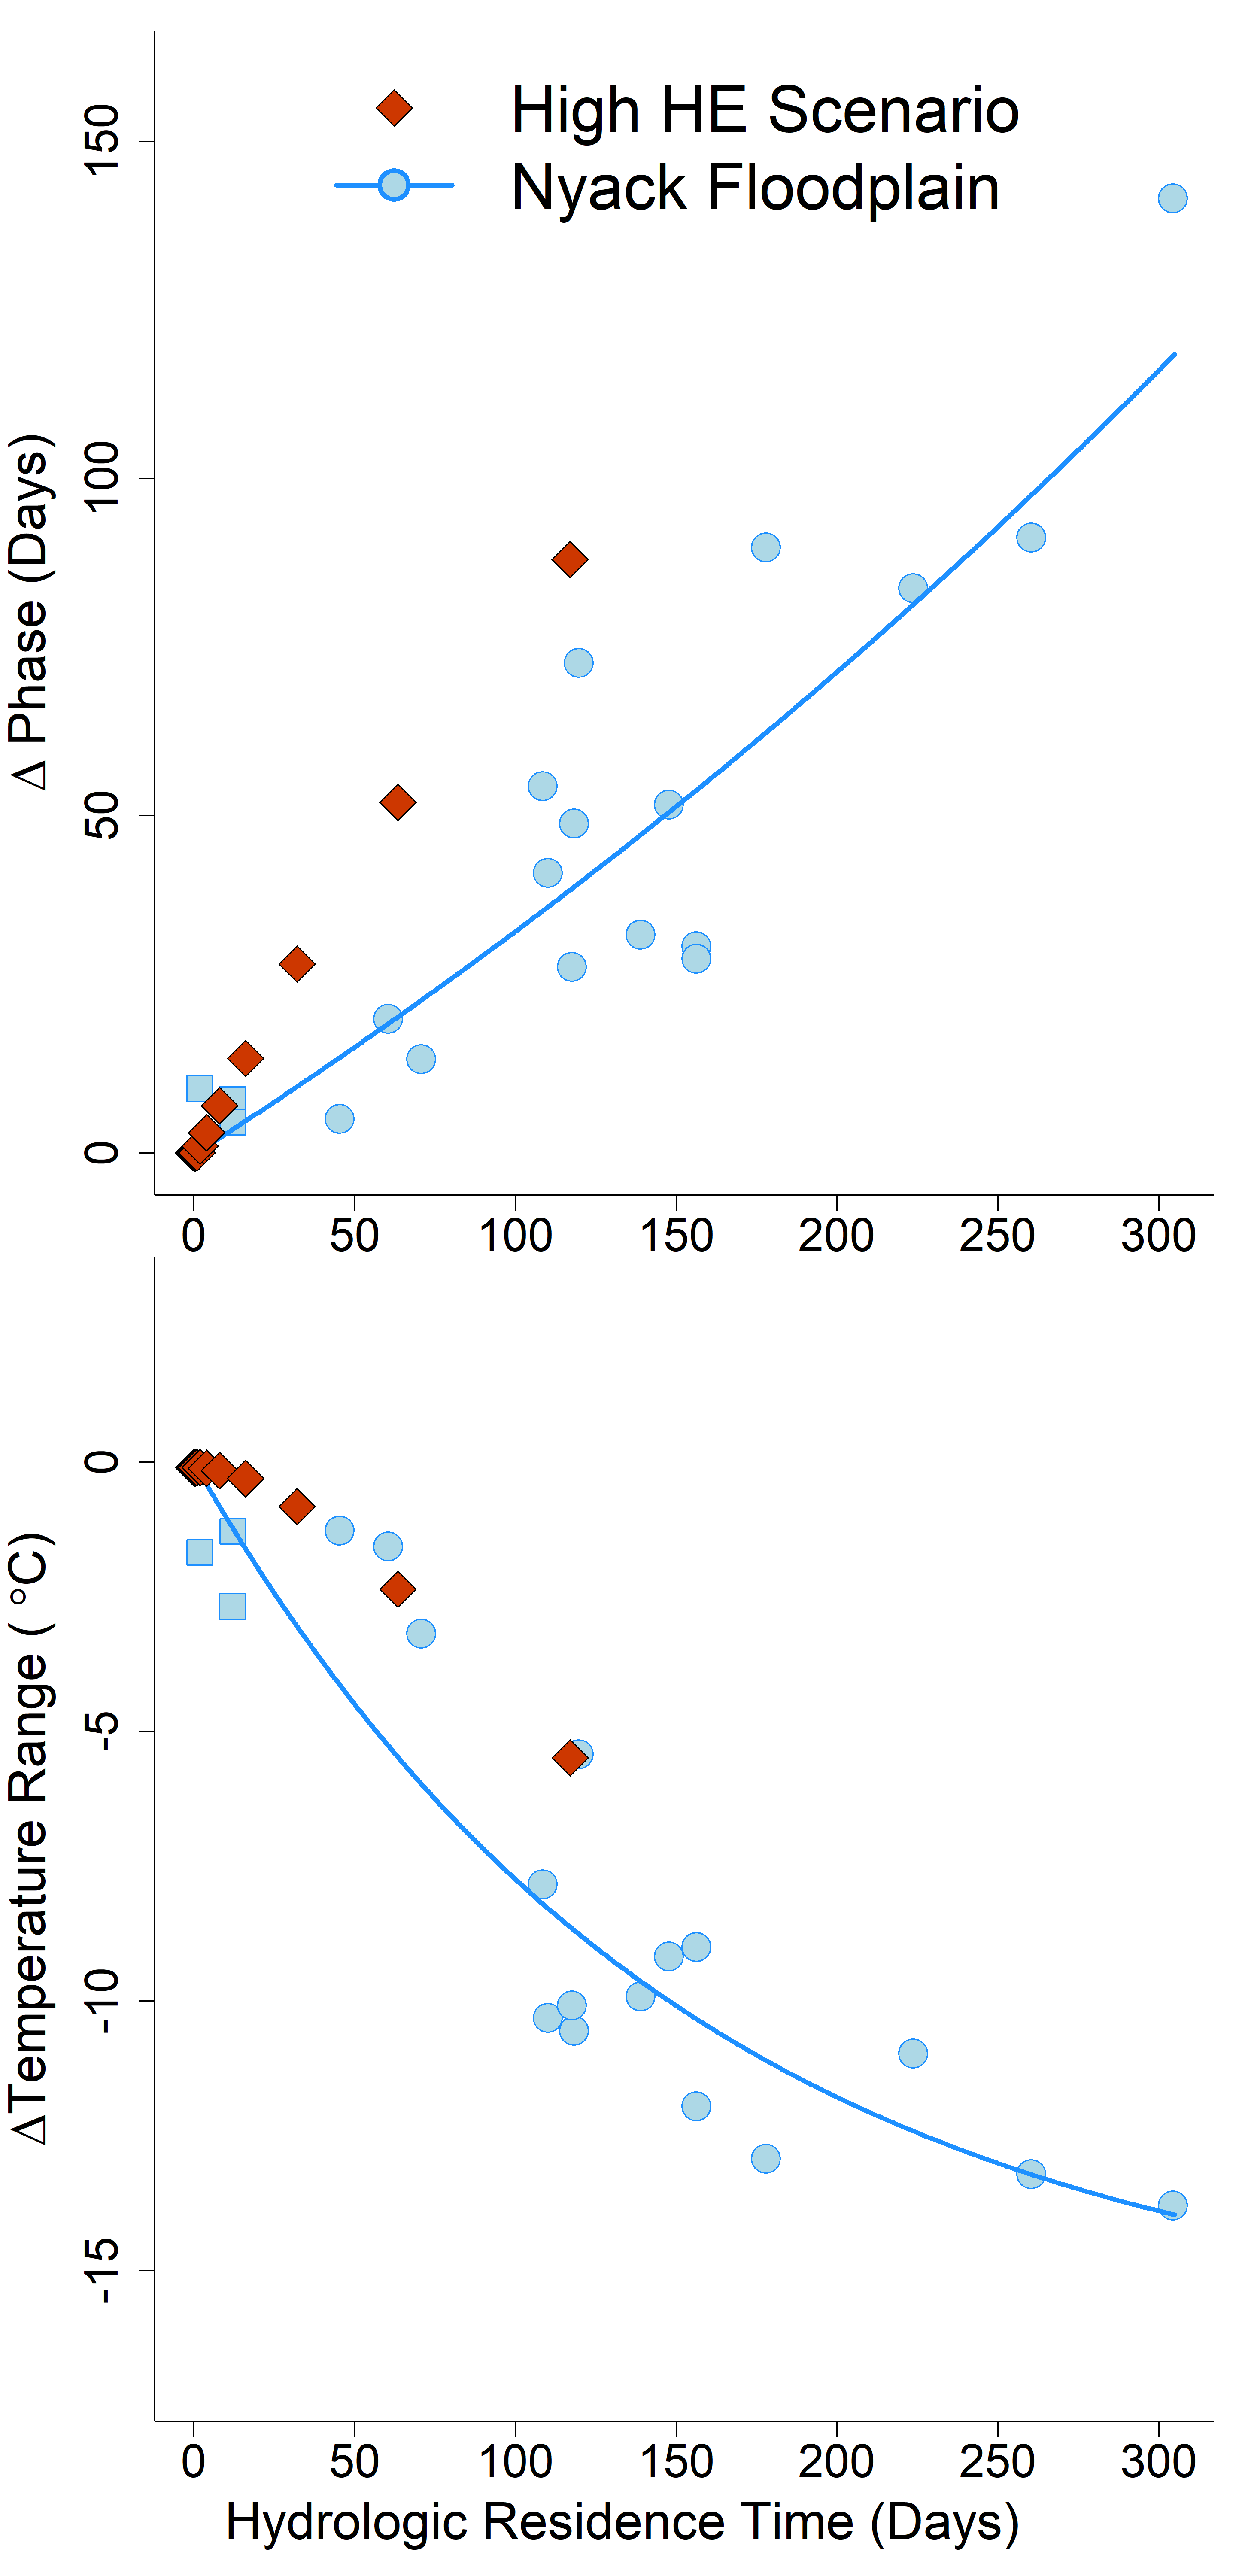 High HE Scenario
Nyack Floodplain
Δ Phase (Days)
150
100
50
0
0 50 100 150 200 250 300
ΔTemperature Range ( °C)
0
-5
-10
-15
0 50 100 150 200 250 300
Hydrologic Residence Time (Days)